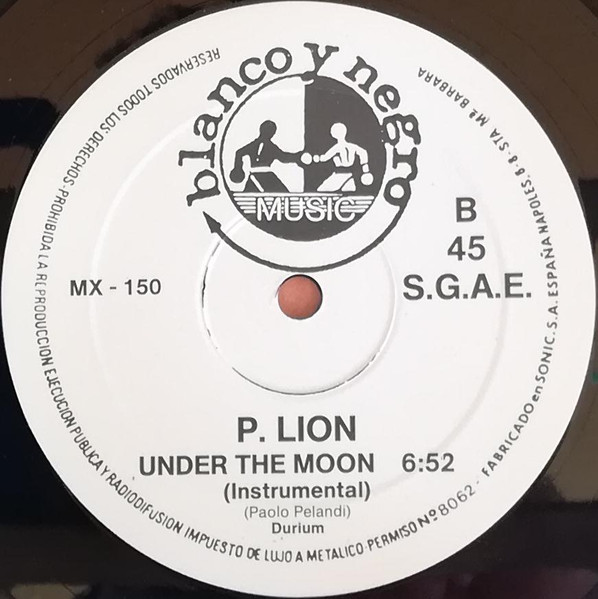 blanco y negro
MUSIC
B
45
S.G.A.E.
MX - 150
P. LION
UNDER THE MOON 6:52
(Instrumental)
(Paolo Pelandi)
Durium
RESERVADOS TODOS LOS DERECHOS·PROHIBIDA LA REPRODUCCION EJECUCION PUBLICA Y RADIODIFUSION IMPUESTO DE LUJO A METALICO·PERMISO Nº 8062· FABRICADO en SONIC. S.A. ESPAÑA NAPOLES. 6-8-STA Mª BARBARA